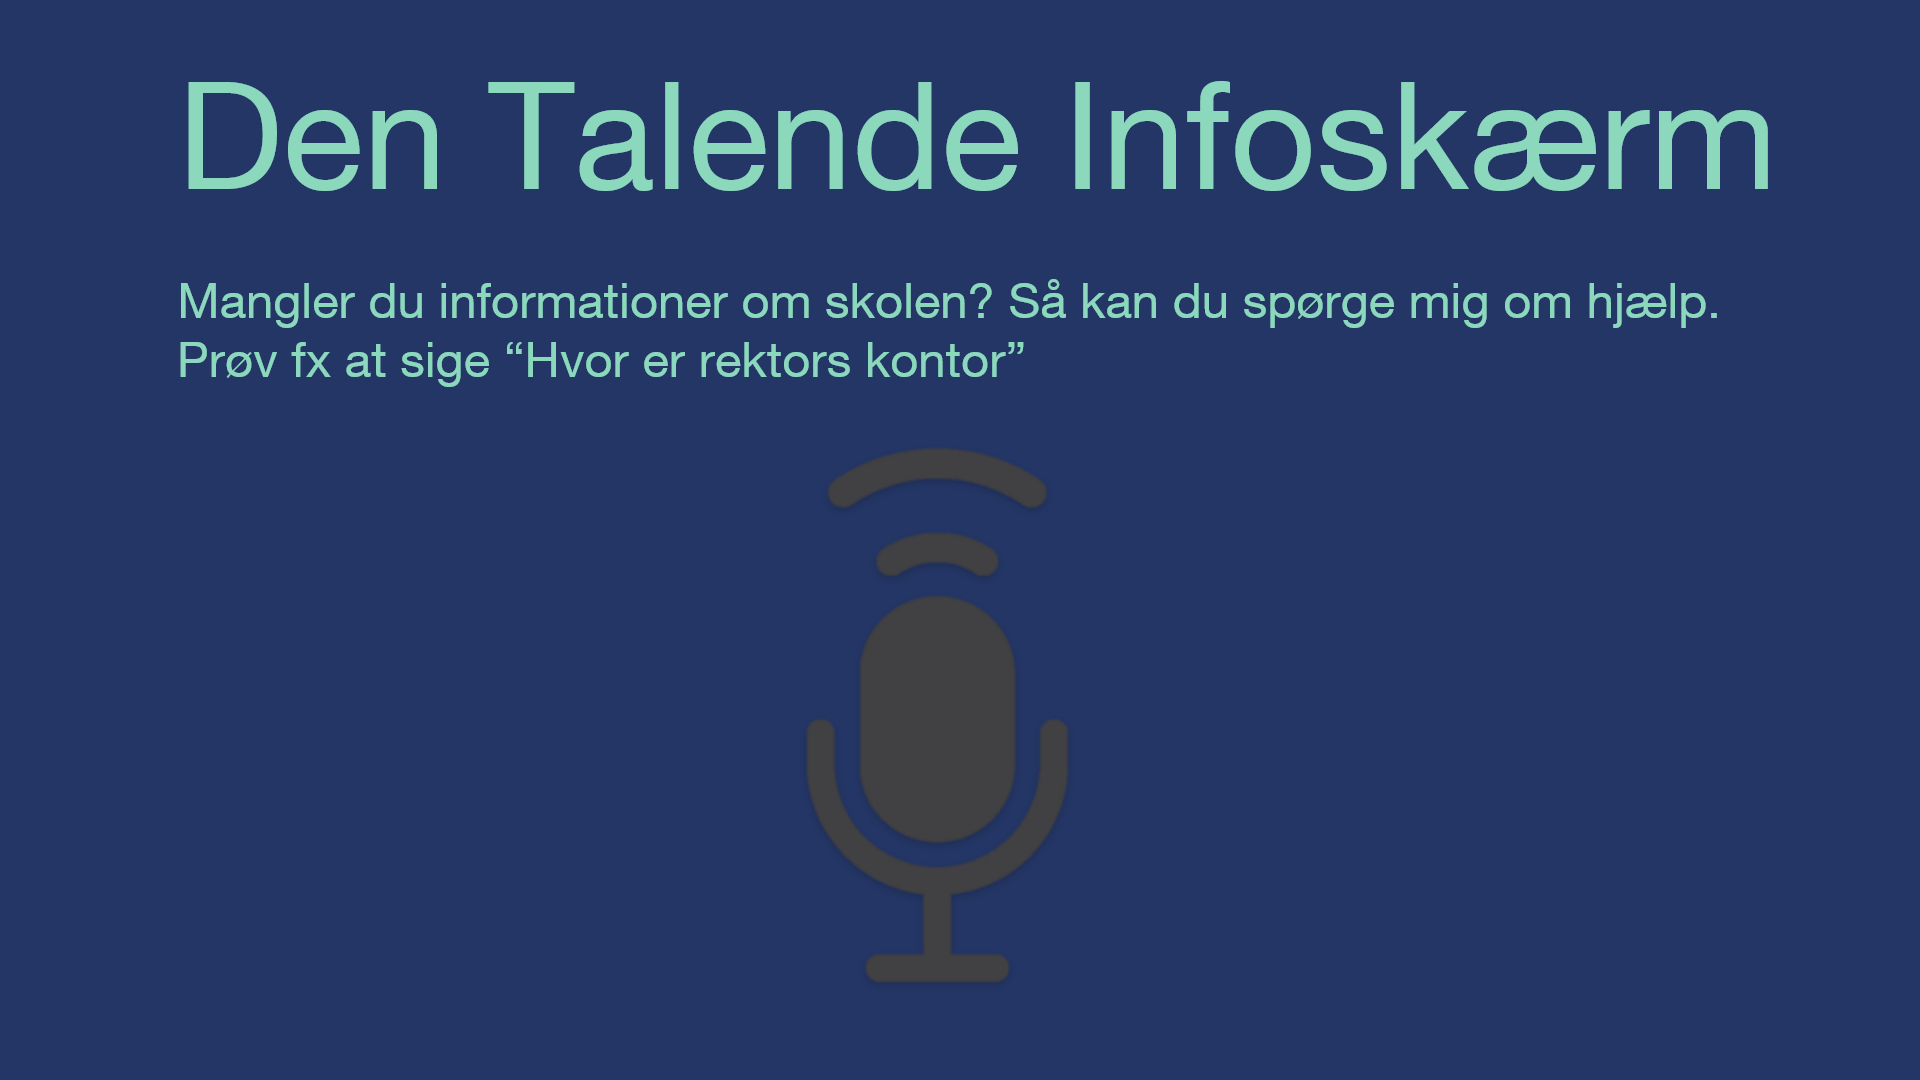 Den Talende Infoskærm
Mangler du informationer om skolen? Så kan du spørge mig om hjælp.
Prøv fx at sige “Hvor er rektors kontor”